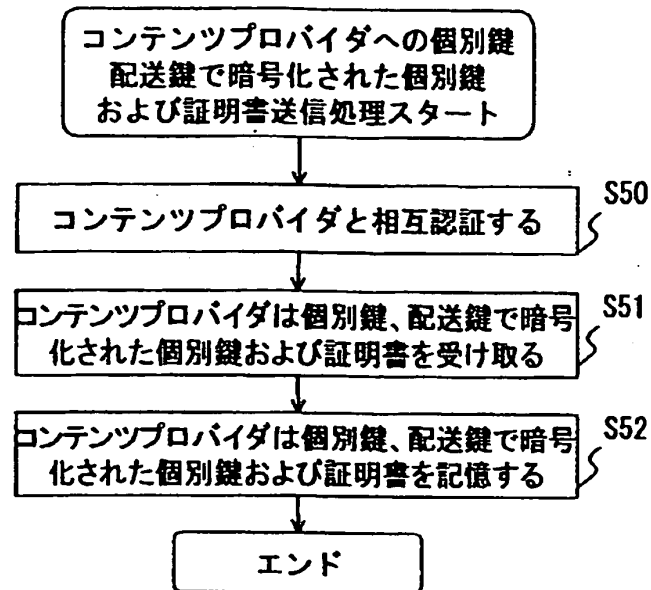 コンテンツプロバイダへの個別鍵
配送鍵で暗号化された個別鍵
および証明書送信処理スタート
S50
コンテンツプロバイダと相互認証する
S51
コンテンツプロバイダは個別鍵、配送鍵で暗号
化された個別鍵および証明書を受け取る
S52
コンテンツプロバイダは個別鍵、配送鍵で暗号
化された個別鍵および証明書を記憶する
エンド